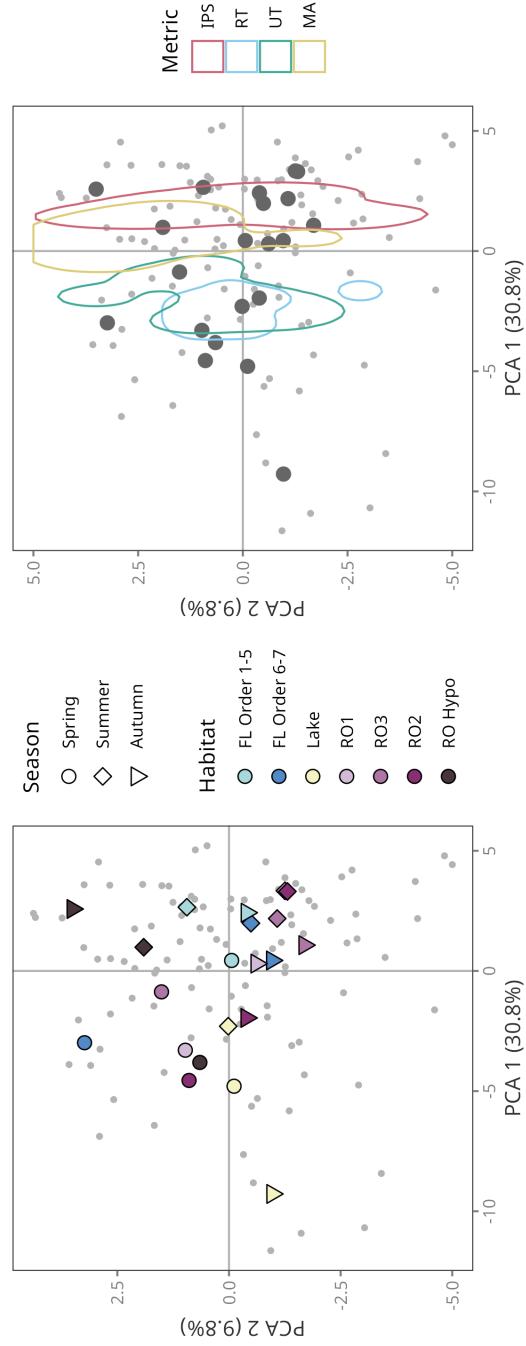 2.5
0.0
-2.5
-5.0
PCA 2 (9.8%)
-10
-5
0
5
PCA 1 (30.8%)
Season
Spring
Summer
Autumn
Habitat
FL Order 1-5
FL Order 6-7
Lake
RO1
RO3
RO2
RO Hypo
5.0
2.5
0.0
-2.5
-5.0
PCA 2 (9.8%)
-10
-5
0
5
PCA 1 (30.8%)
Metric
IPS
RT
UT
MA